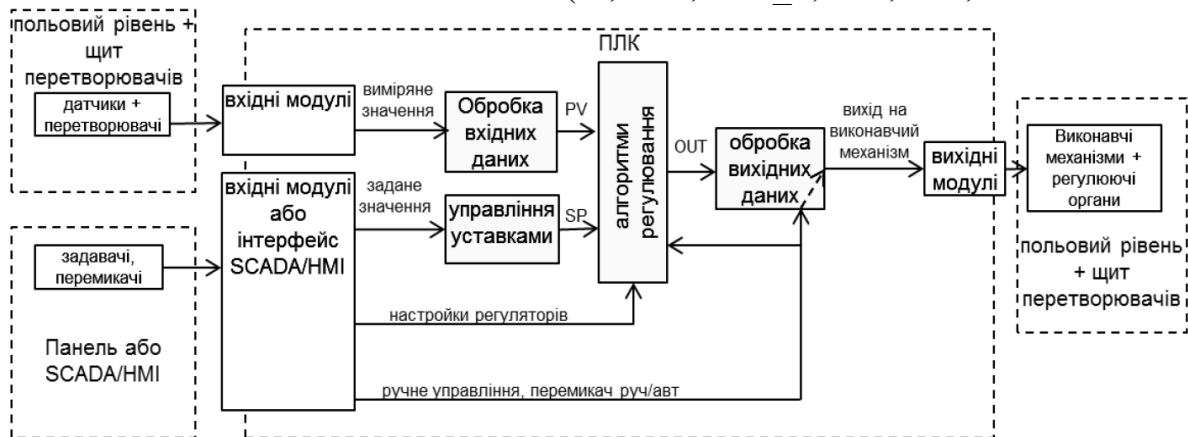 польовий рівень +
щит
перетворювачів
датчики +
перетворювачі
ПЛК
вхідні модулі
виміряне
значення
Обробка
вхідних
даних
PV
алгоритми
регулювання
OUT
обробка
вихідних
даних
вихід на
виконавчий
механізм
вихідні
модулі
Виконавчі
механізми +
регулюючі
органи
польовий рівень
+ щит
перетворювачів
вхідні модулі
або
інтерфейс
SCADA/HMI
задане
значення
управління
уставками
SP
задавачі,
перемикачі
Панель або
SCADA/HMI
настройки регуляторів
ручне управління, перемикач руч/авт